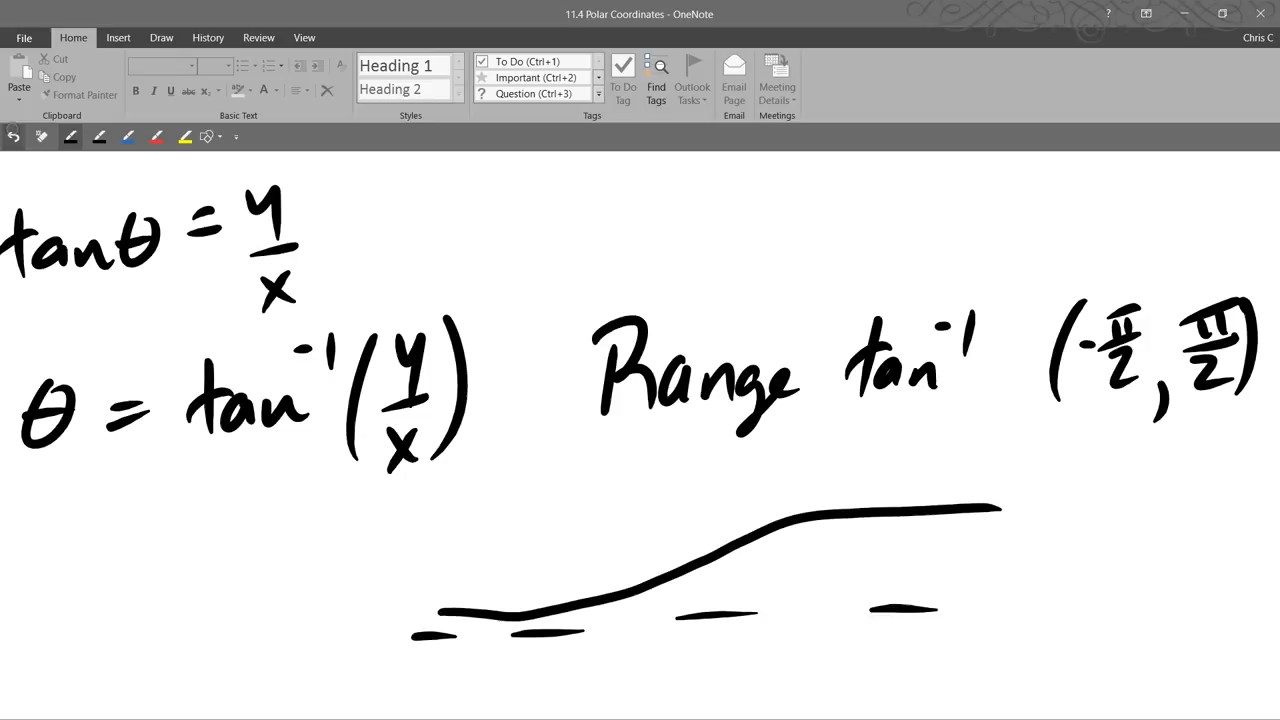 11.4 Polar Coordinates - OneNote
File Home Insert Draw History Review View Chris C
Cut
Copy
Format Painter
Paste
Clipboard
B I U abc x₂ A
Basic Text
Heading 1
Heading 2
Styles
To Do (Ctrl+1)
Important (Ctrl+2)
Question (Ctrl+3)
To Do Tag
Find Tags
Outlook Tasks
Tags
Email Page
Email
Meeting Details
Meetings
tanθ = y/x
θ = tan⁻¹(y/x) Range tan⁻¹ (-π/2, π/2)